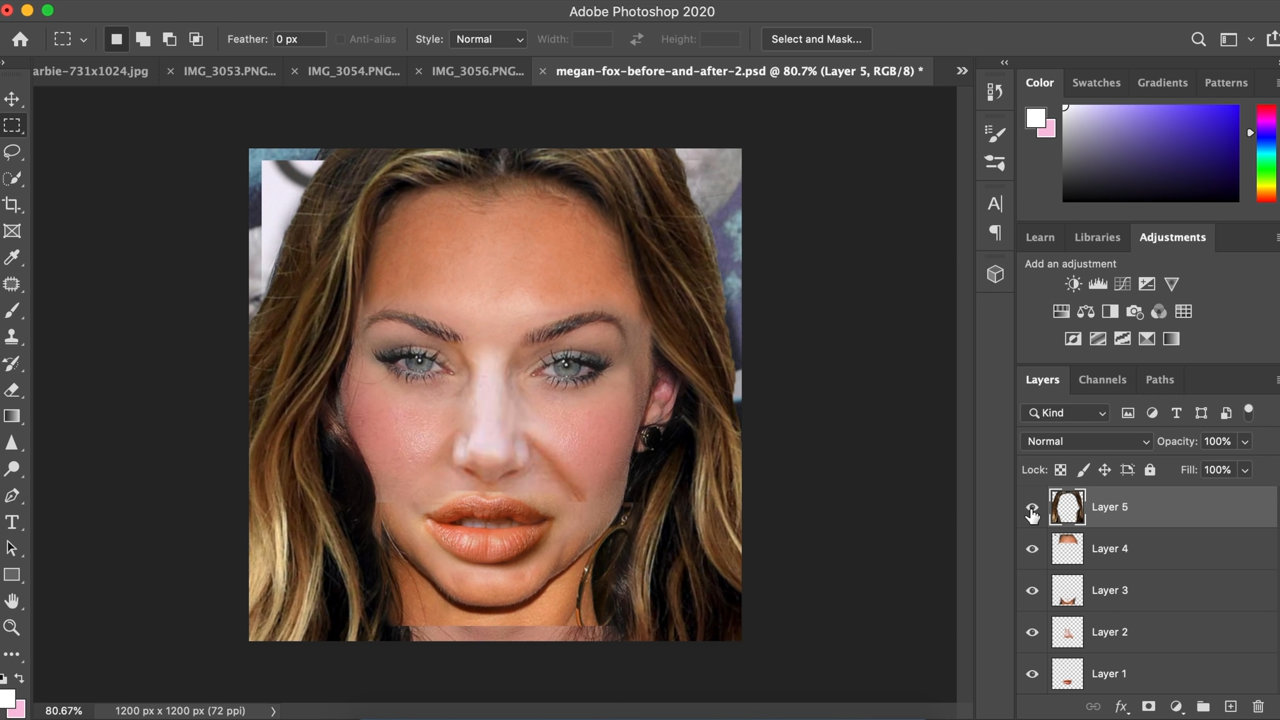 Adobe Photoshop 2020
Feather: 0 px Anti-alias Style: Normal Width: Height: Select and Mask...
arbie-731x1024.jpg × IMG_3053.PNG... × IMG_3054.PNG... × IMG_3056.PNG... × megan-fox-before-and-after-2.psd @ 80.7% (Layer 5, RGB/8) *
Color Swatches Gradients Patterns
Learn Libraries Adjustments
Add an adjustment
Layers Channels Paths
Kind
Normal Opacity: 100%
Lock: Fill: 100%
Layer 5
Layer 4
Layer 3
Layer 2
Layer 1
80.67% 1200 px x 1200 px (72 ppi)